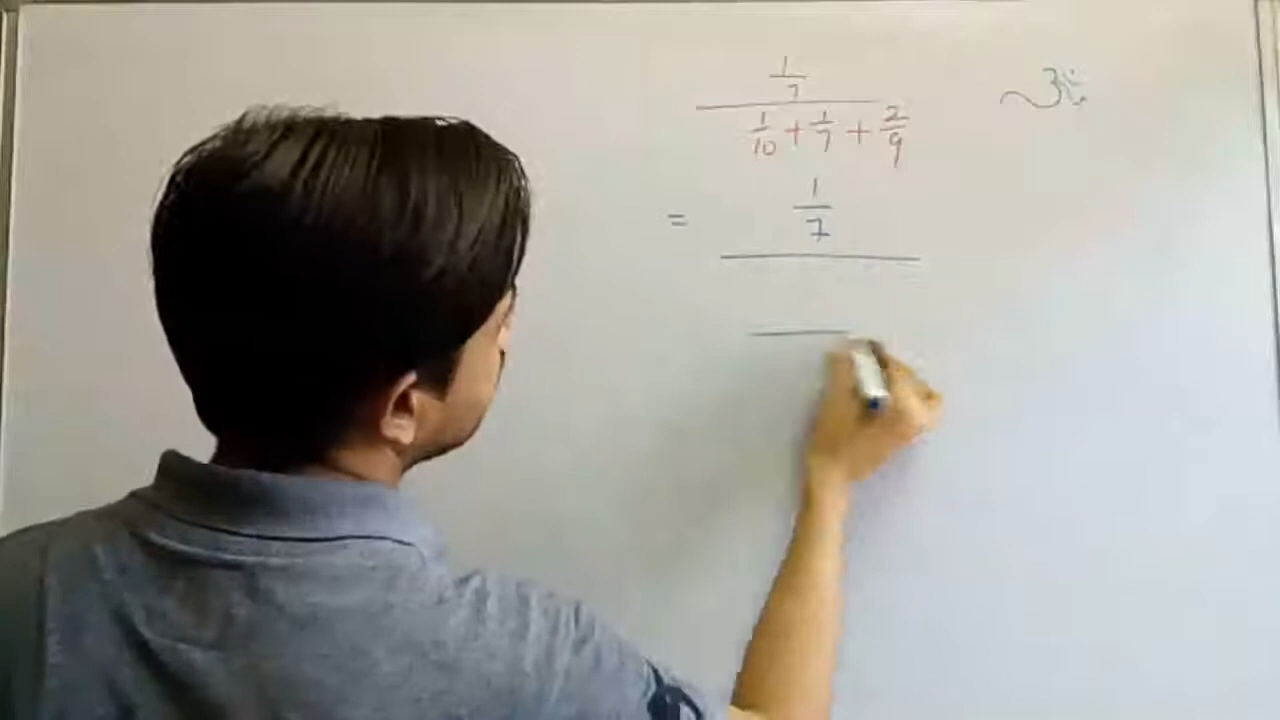 1/7
1/10 + 1/7 + 2/9
= 1/7